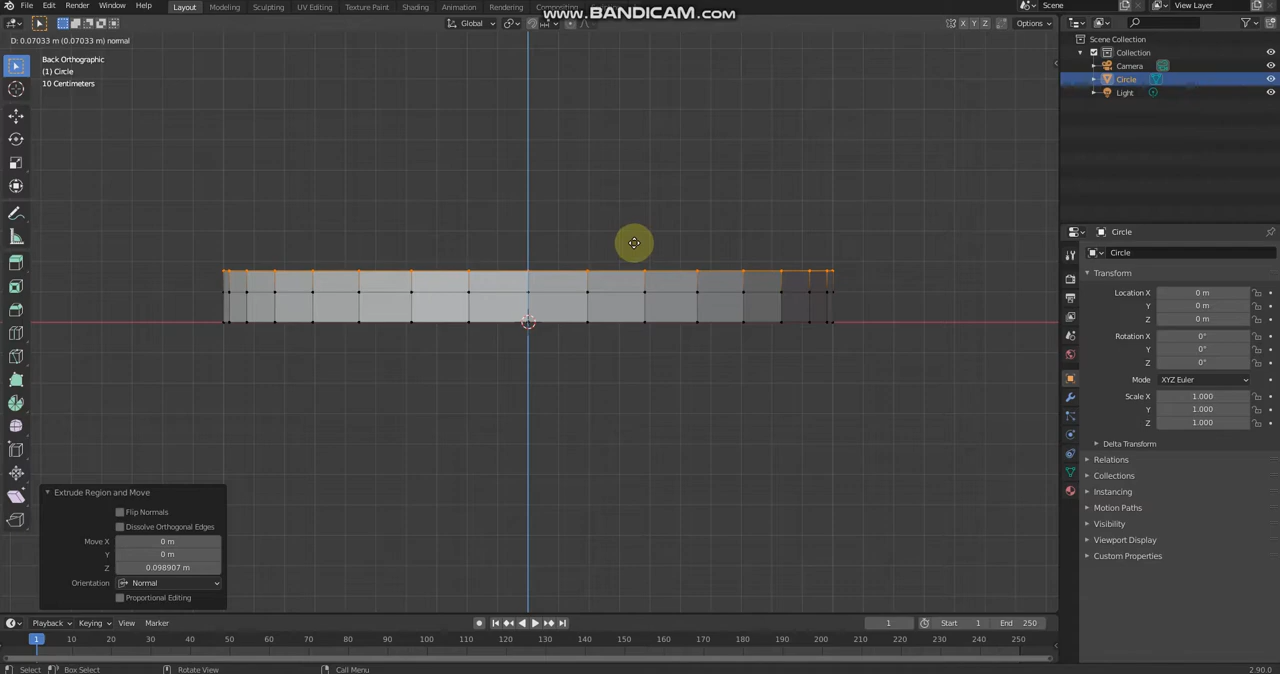 File Edit Render Window Help
Layout Modeling Sculpting UV Editing Texture Paint Shading Animation Rendering
www.BANDICAM.com
Scene View Layer
Global X Y Z Options
D: 0.07033 m (0.07033 m) normal
Back Orthographic
(1) Circle
10 Centimeters
Scene Collection
Collection
Camera
Circle
Light
Circle
Circle
Transform
Location X 0 m
Y 0 m
Z 0 m
Rotation X 0°
Y 0°
Z 0°
Mode XYZ Euler
Scale X 1.000
Y 1.000
Z 1.000
Delta Transform
Relations
Collections
Instancing
Motion Paths
Visibility
Viewport Display
Custom Properties
Extrude Region and Move
Flip Normals
Dissolve Orthogonal Edges
Move X 0 m
Y 0 m
Z 0.098907 m
Orientation Normal
Proportional Editing
Playback Keying View Marker 1 Start 1 End 250
1 10 20 30 40 50 60 70 80 90 100 110 120 130 140 150 160 170 180 190 200 210 220 230 240 250
Select Box Select Rotate View Call Menu 2.90.0